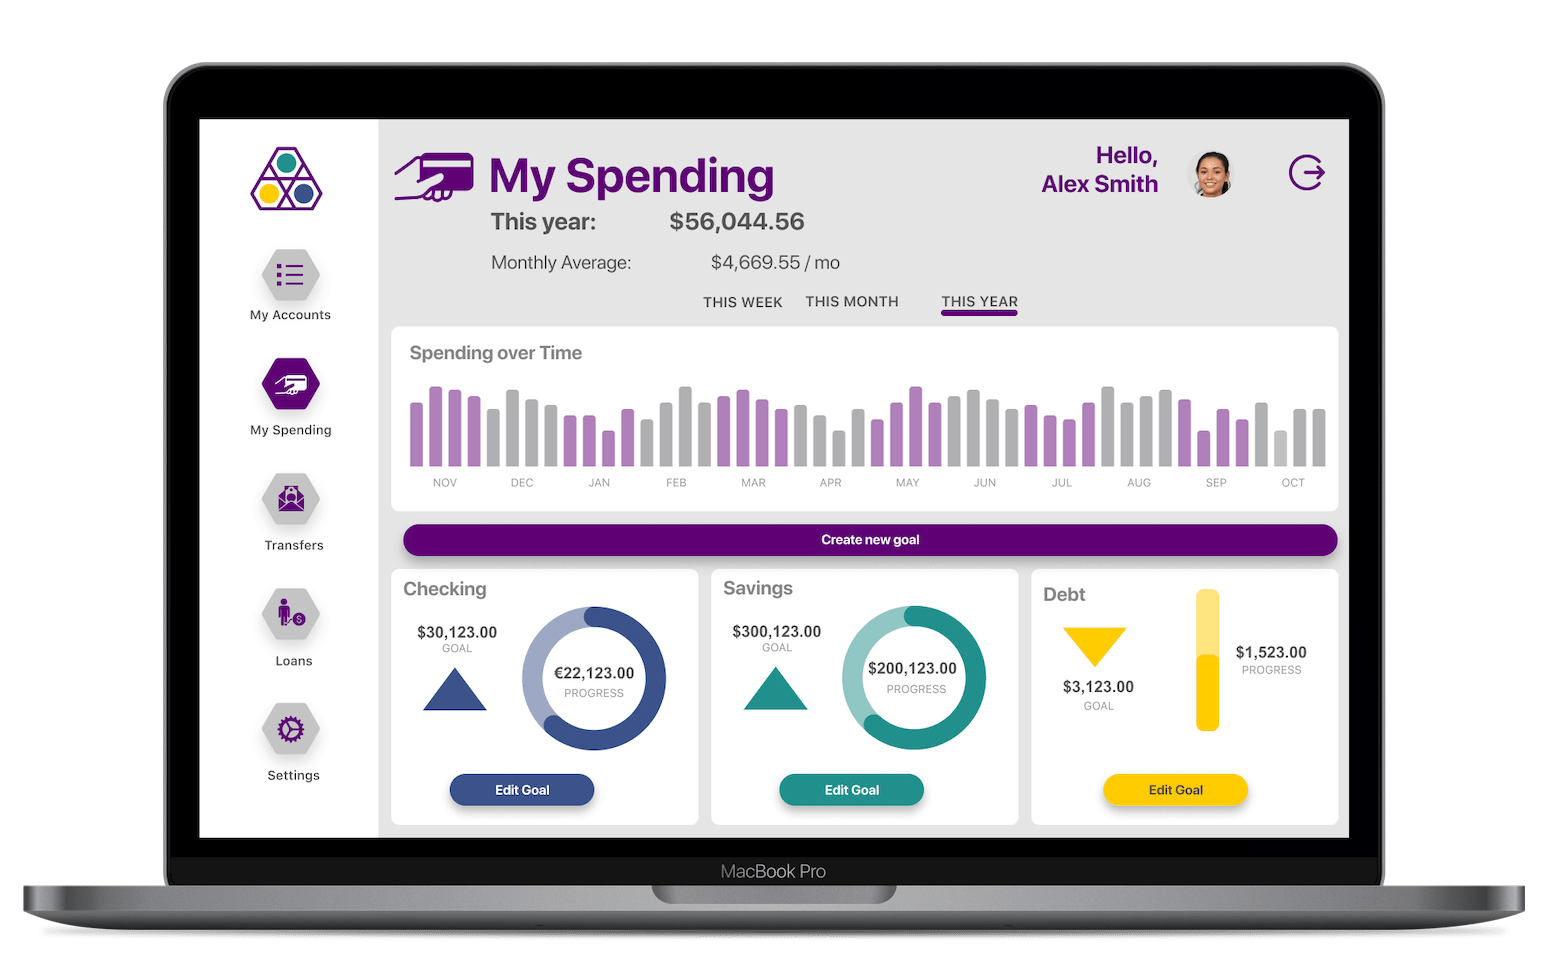 My Spending
Hello,
Alex Smith
This year: $56,044.56
Monthly Average: $4,669.55 / mo
THIS WEEK THIS MONTH THIS YEAR
My Accounts
My Spending
Transfers
Loans
Settings
Spending over Time
NOV DEC JAN FEB MAR APR MAY JUN JUL AUG SEP OCT
Create new goal
Checking
$30,123.00
GOAL
€22,123.00
PROGRESS
Edit Goal
Savings
$300,123.00
GOAL
$200,123.00
PROGRESS
Edit Goal
Debt
$3,123.00
GOAL
$1,523.00
PROGRESS
Edit Goal
MacBook Pro